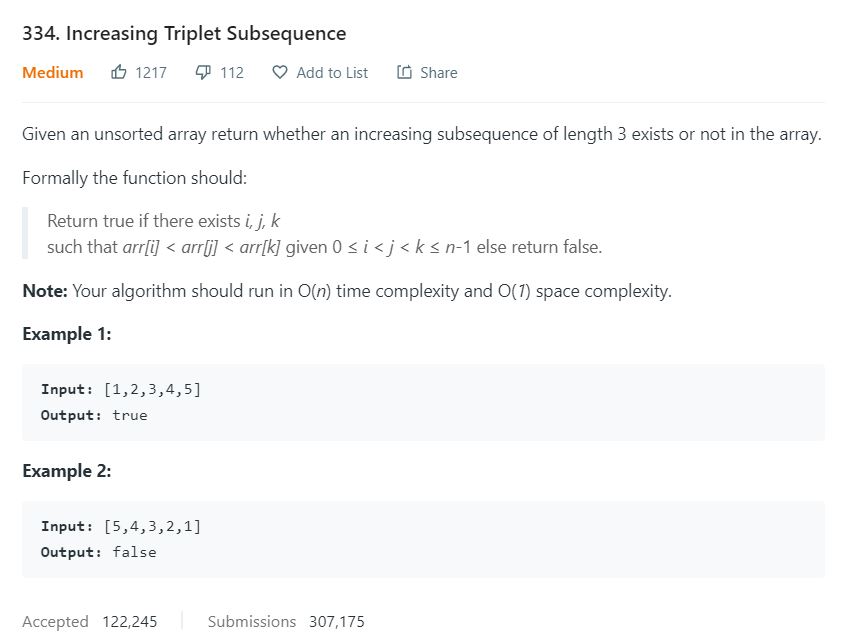 334. Increasing Triplet Subsequence
Medium 1217 112 Add to List Share
Given an unsorted array return whether an increasing subsequence of length 3 exists or not in the array.
Formally the function should:
Return true if there exists i, j, k
such that arr[i] < arr[j] < arr[k] given 0 ≤ i < j < k ≤ n-1 else return false.
Note: Your algorithm should run in O(n) time complexity and O(1) space complexity.
Example 1:
Input: [1,2,3,4,5]
Output: true
Example 2:
Input: [5,4,3,2,1]
Output: false
Accepted 122,245 Submissions 307,175